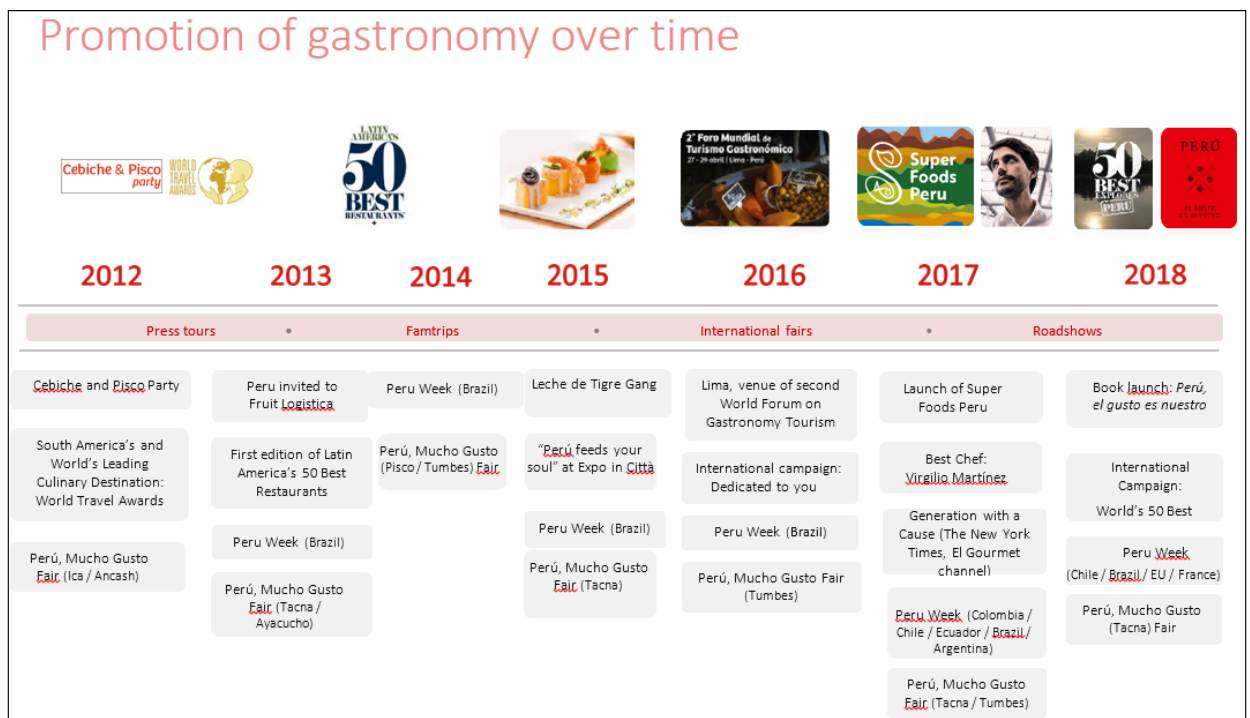 Promotion of gastronomy over time
Cebiche & Pisco
party
WORLD
TRAVEL
AWARDS
LATIN
AMERICA'S
50
BEST
RESTAURANTS
2° Foro Mundial de
Turismo Gastronómico
27 - 29 abril | Lima - Perú
Super
Foods
Peru
50
BEST
EXPLORES
PERU
PERÚ
EL GUSTO
ES NUESTRO
2012
2013
2014
2015
2016
2017
2018
Press tours • Famtrips • International fairs • Roadshows
Cebiche and Pisco Party
South America's and
World's Leading
Culinary Destination:
World Travel Awards
Perú, Mucho Gusto
Fair (Ica / Ancash)
Peru invited to
Fruit Logistica
First edition of Latin
America's 50 Best
Restaurants
Peru Week (Brazil)
Perú, Mucho Gusto
Fair (Tacna /
Ayacucho)
Peru Week (Brazil)
Perú, Mucho Gusto
(Pisco / Tumbes) Fair
Leche de Tigre Gang
"Perú feeds your
soul" at Expo in Città
Peru Week (Brazil)
Perú, Mucho Gusto
Fair (Tacna)
Lima, venue of second
World Forum on
Gastronomy Tourism
International campaign:
Dedicated to you
Peru Week (Brazil)
Perú, Mucho Gusto Fair
(Tumbes)
Launch of Super
Foods Peru
Best Chef:
Virgilio Martínez
Generation with a
Cause (The New York
Times, El Gourmet
channel)
Peru Week (Colombia /
Chile / Ecuador / Brazil /
Argentina)
Perú, Mucho Gusto
Fair (Tacna / Tumbes)
Book launch: Perú,
el gusto es nuestro
International
Campaign:
World's 50 Best
Peru Week
(Chile / Brazil / EU / France)
Perú, Mucho Gusto
(Tacna) Fair